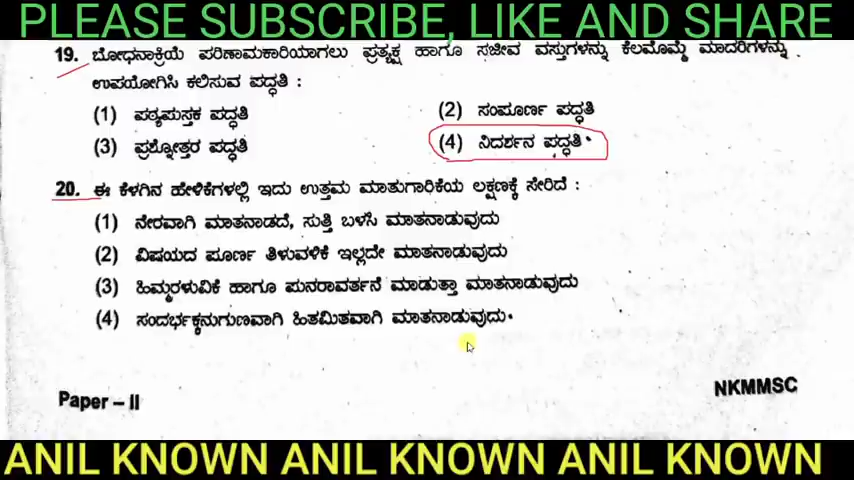 PLEASE SUBSCRIBE, LIKE AND SHARE
19. ಬೋಧನಾಕ್ರಿಯೆ ಪರಿಣಾಮಕಾರಿಯಾಗಲು ಪ್ರತ್ಯಕ್ಷ ಹಾಗೂ ಸಜೀವ ವಸ್ತುಗಳನ್ನು ಕೆಲಮೊಮ್ಮೆ ಮಾದರಿಗಳನ್ನು
ಉಪಯೋಗಿಸಿ ಕಲಿಸುವ ಪದ್ಧತಿ :
(1) ಪಠ್ಯಪುಸ್ತಕ ಪದ್ಧತಿ (2) ಸಂಪೂರ್ಣ ಪದ್ಧತಿ
(3) ಪ್ರಶ್ನೋತ್ತರ ಪದ್ಧತಿ (4) ನಿದರ್ಶನ ಪದ್ಧತಿ
20. ಈ ಕೆಳಗಿನ ಹೇಳಿಕೆಗಳಲ್ಲಿ ಇದು ಉತ್ತಮ ಮಾತುಗಾರಿಕೆಯ ಲಕ್ಷಣಕ್ಕೆ ಸೇರಿದೆ :
(1) ನೇರವಾಗಿ ಮಾತನಾಡದೆ, ಸುತ್ತಿ ಬಳಸಿ ಮಾತನಾಡುವುದು
(2) ವಿಷಯದ ಪೂರ್ಣ ತಿಳುವಳಿಕೆ ಇಲ್ಲದೇ ಮಾತನಾಡುವುದು
(3) ಹಿಮ್ಮರಳುವಿಕೆ ಹಾಗೂ ಪುನರಾವರ್ತನೆ ಮಾಡುತ್ತಾ ಮಾತನಾಡುವುದು
(4) ಸಂದರ್ಭಕ್ಕನುಗುಣವಾಗಿ ಹಿತಮಿತವಾಗಿ ಮಾತನಾಡುವುದು
Paper – II NKMMSC
ANIL KNOWN ANIL KNOWN ANIL KNOWN